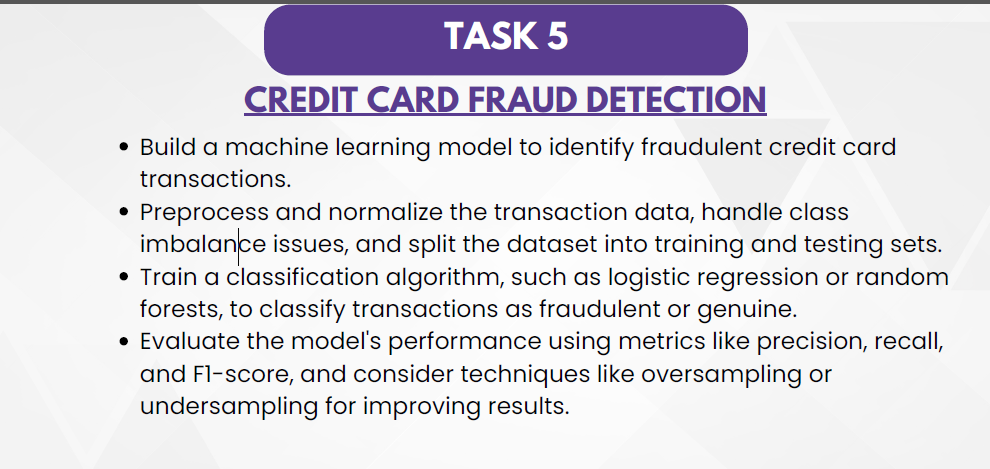 TASK 5
CREDIT CARD FRAUD DETECTION
• Build a machine learning model to identify fraudulent credit card
transactions.
• Preprocess and normalize the transaction data, handle class
imbalance issues, and split the dataset into training and testing sets.
• Train a classification algorithm, such as logistic regression or random
forests, to classify transactions as fraudulent or genuine.
• Evaluate the model's performance using metrics like precision, recall,
and F1-score, and consider techniques like oversampling or
undersampling for improving results.